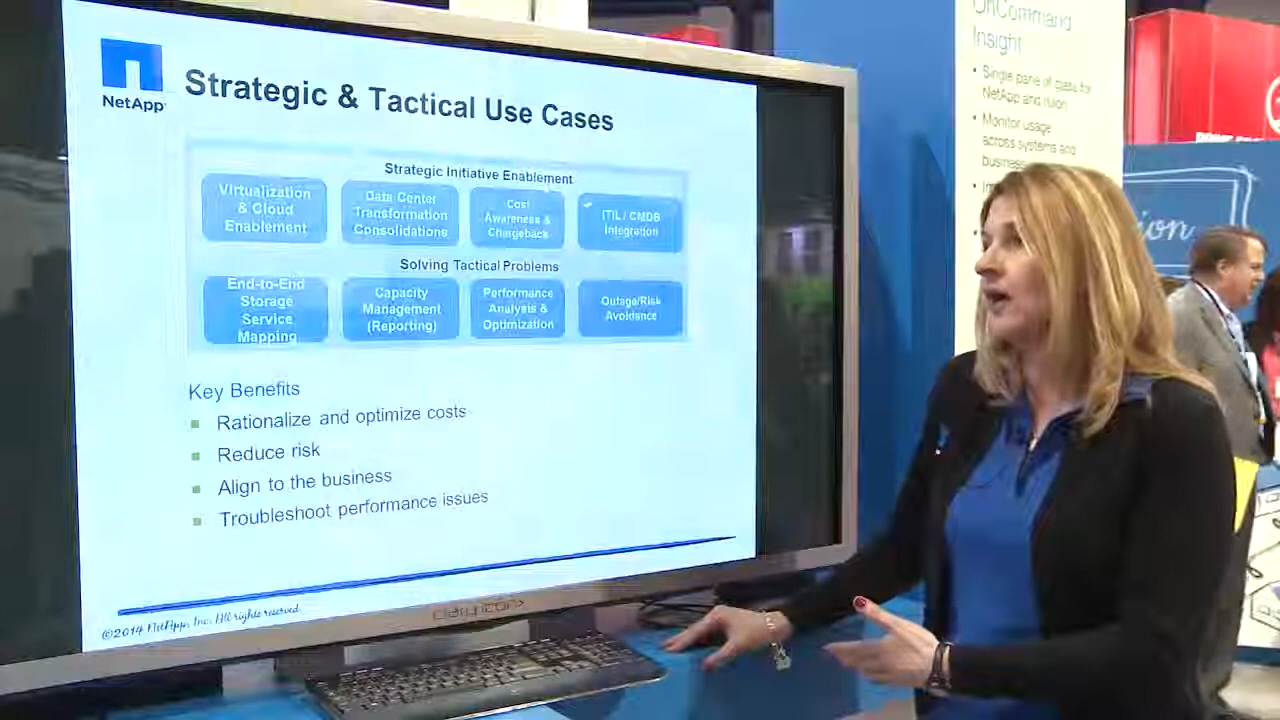 NetApp
Strategic & Tactical Use Cases
Strategic Initiative Enablement
Virtualization
& Cloud
Enablement
Data Center
Transformation
Consolidations
Cost
Awareness &
Chargeback
ITIL / CMDB
Integration
Solving Tactical Problems
End-to-End
Storage
Service
Mapping
Capacity
Management
(Reporting)
Performance
Analysis &
Optimization
Outage/Risk
Avoidance
Key Benefits
Rationalize and optimize costs
Reduce risk
Align to the business
Troubleshoot performance issues
©2014 NetApp, Inc. All rights reserved
OnCommand
Insight
• Single pane of glass for
NetApp and
• Monitor usage
across systems and
business